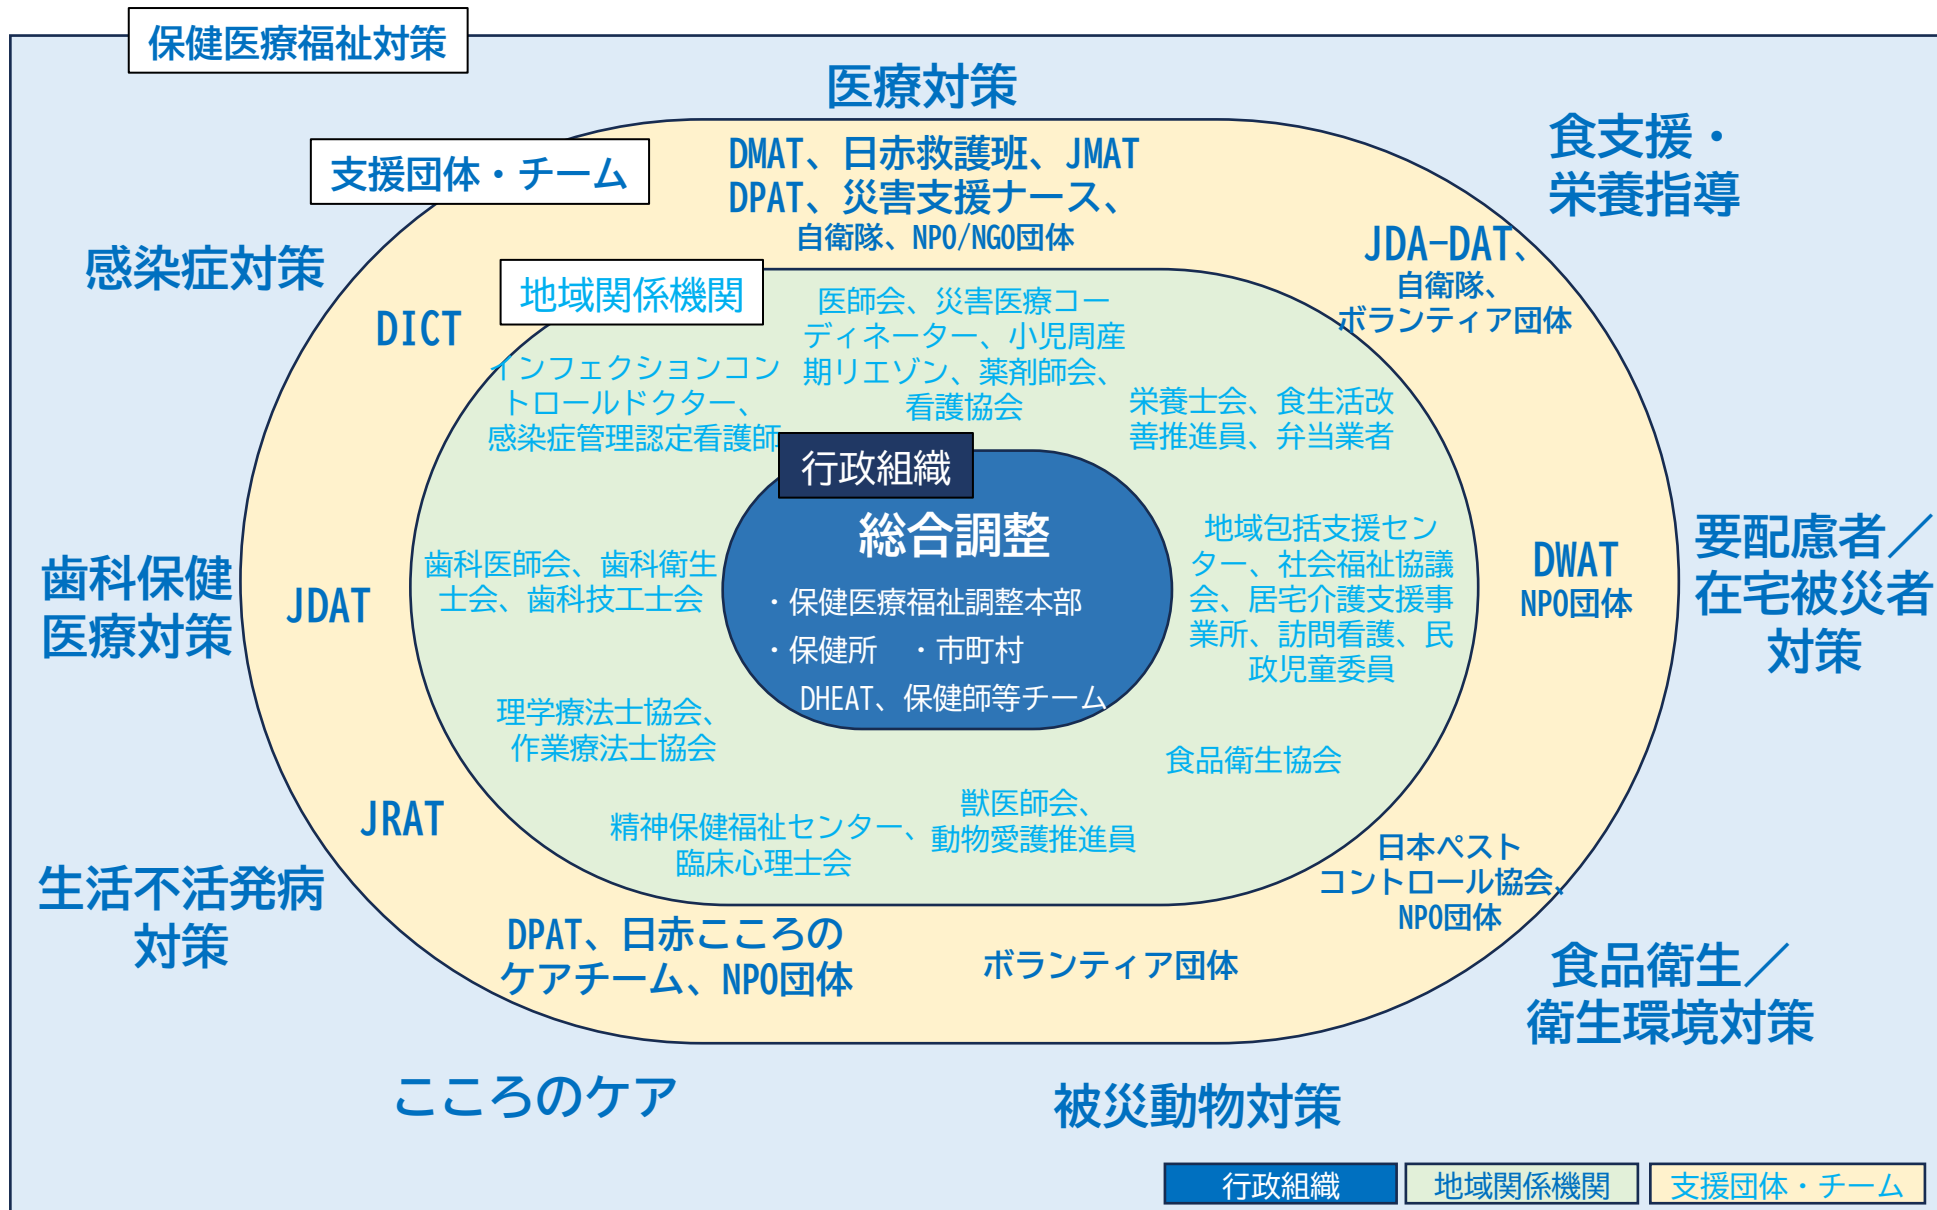 保健医療福祉対策
医療対策
食支援・
栄養指導
支援団体・チーム
DMAT、日赤救護班、JMAT
DPAT、災害支援ナース、
自衛隊、NPO/NGO団体
感染症対策
JDA-DAT、
自衛隊、
ボランティア団体
DICT
地域関係機関
医師会、災害医療コー
ディネーター、小児周産
期リエゾン、薬剤師会、
看護協会
インフェクションコン
トロールドクター、
感染症管理認定看護師
栄養士会、食生活改
善推進員、弁当業者
行政組織
総合調整
・保健医療福祉調整本部
・保健所　・市町村
DHEAT、保健師等チーム
歯科保健
医療対策
JDAT
歯科医師会、歯科衛生
士会、歯科技工士会
地域包括支援セン
ター、社会福祉協議
会、居宅介護支援事
業所、訪問看護、民
政児童委員
DWAT
NPO団体
要配慮者／
在宅被災者
対策
理学療法士協会、
作業療法士協会
食品衛生協会
JRAT
精神保健福祉センター、
臨床心理士会
獣医師会、
動物愛護推進員
日本ペスト
コントロール協会、
NPO団体
生活不活発病
対策
DPAT、日赤こころの
ケアチーム、NPO団体
ボランティア団体
食品衛生／
衛生環境対策
こころのケア
被災動物対策
行政組織
地域関係機関
支援団体・チーム